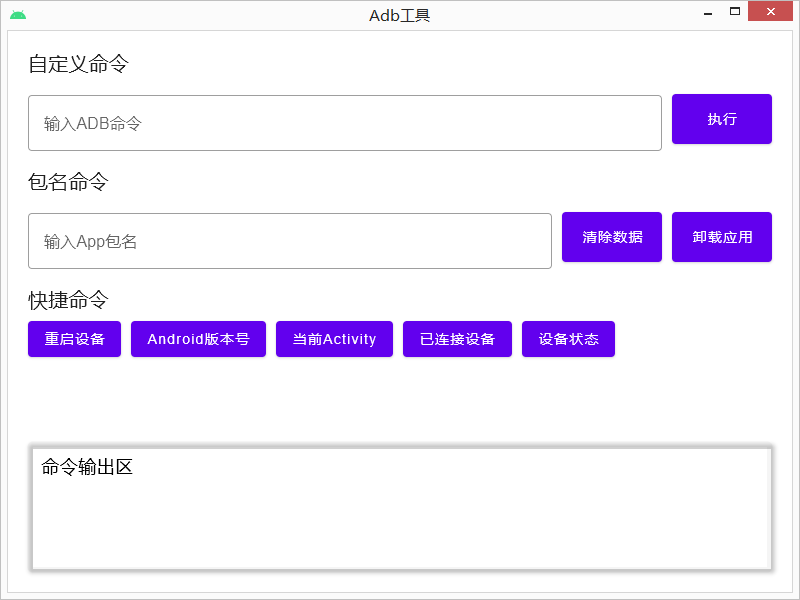 Adb工具
自定义命令
输入ADB命令
执行
包名命令
输入App包名
清除数据
卸载应用
快捷命令
重启设备
Android版本号
当前Activity
已连接设备
设备状态
命令输出区